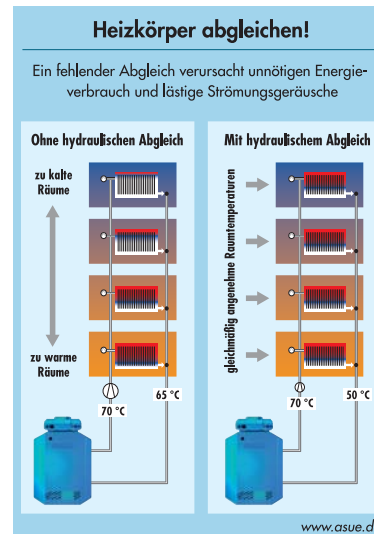 Heizkörper abgleichen!
Ein fehlender Abgleich verursacht unnötigen Energie-
verbrauch und lästige Strömungsgeräusche
Ohne hydraulischen Abgleich
zu kalte
Räume
zu warme
Räume
70 °C
65 °C
Mit hydraulischem Abgleich
gleichmäßig angenehme Raumtemperaturen
70 °C
50 °C
www.asue.d